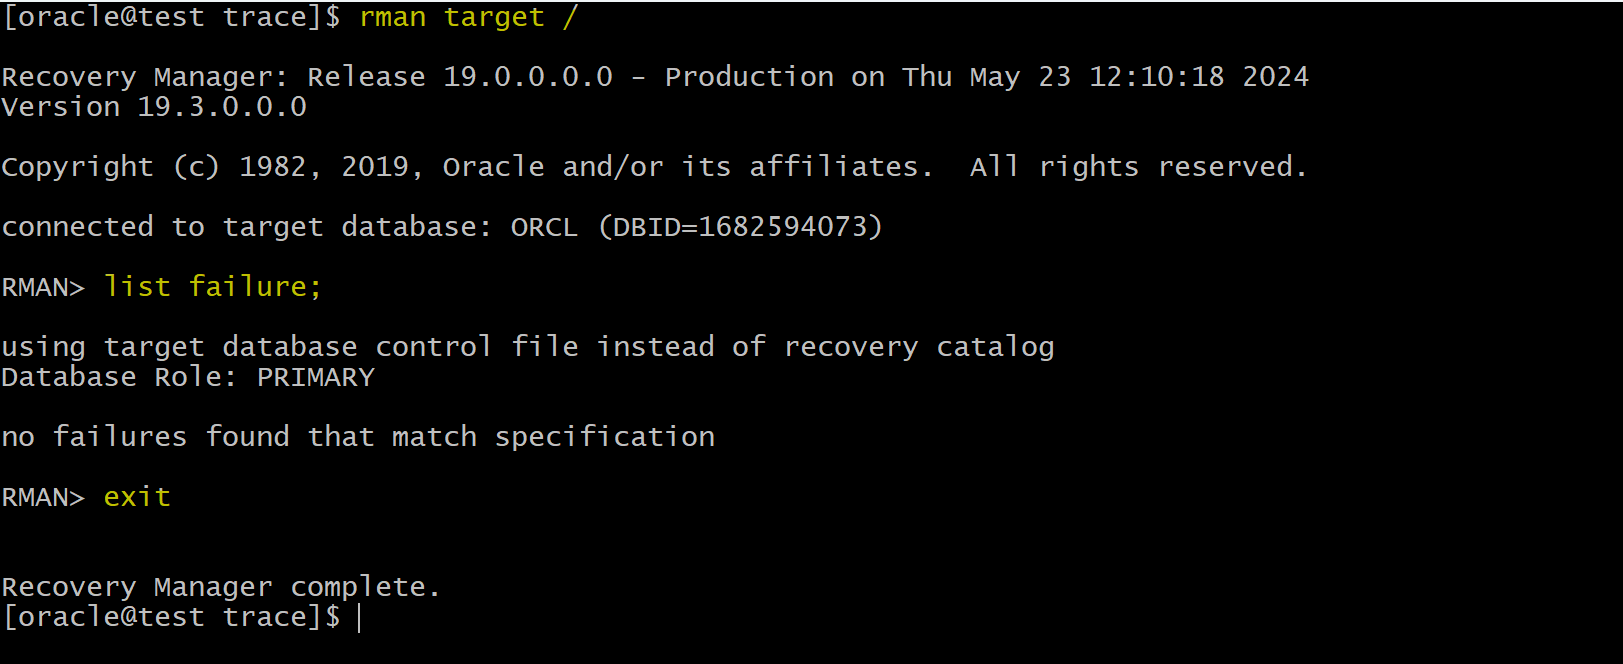 [oracle@test trace]$ rman target /
Recovery Manager: Release 19.0.0.0.0 - Production on Thu May 23 12:10:18 2024
Version 19.3.0.0.0
Copyright (c) 1982, 2019, Oracle and/or its affiliates.  All rights reserved.
connected to target database: ORCL (DBID=1682594073)
RMAN> list failure;
using target database control file instead of recovery catalog
Database Role: PRIMARY
no failures found that match specification
RMAN> exit
Recovery Manager complete.
[oracle@test trace]$